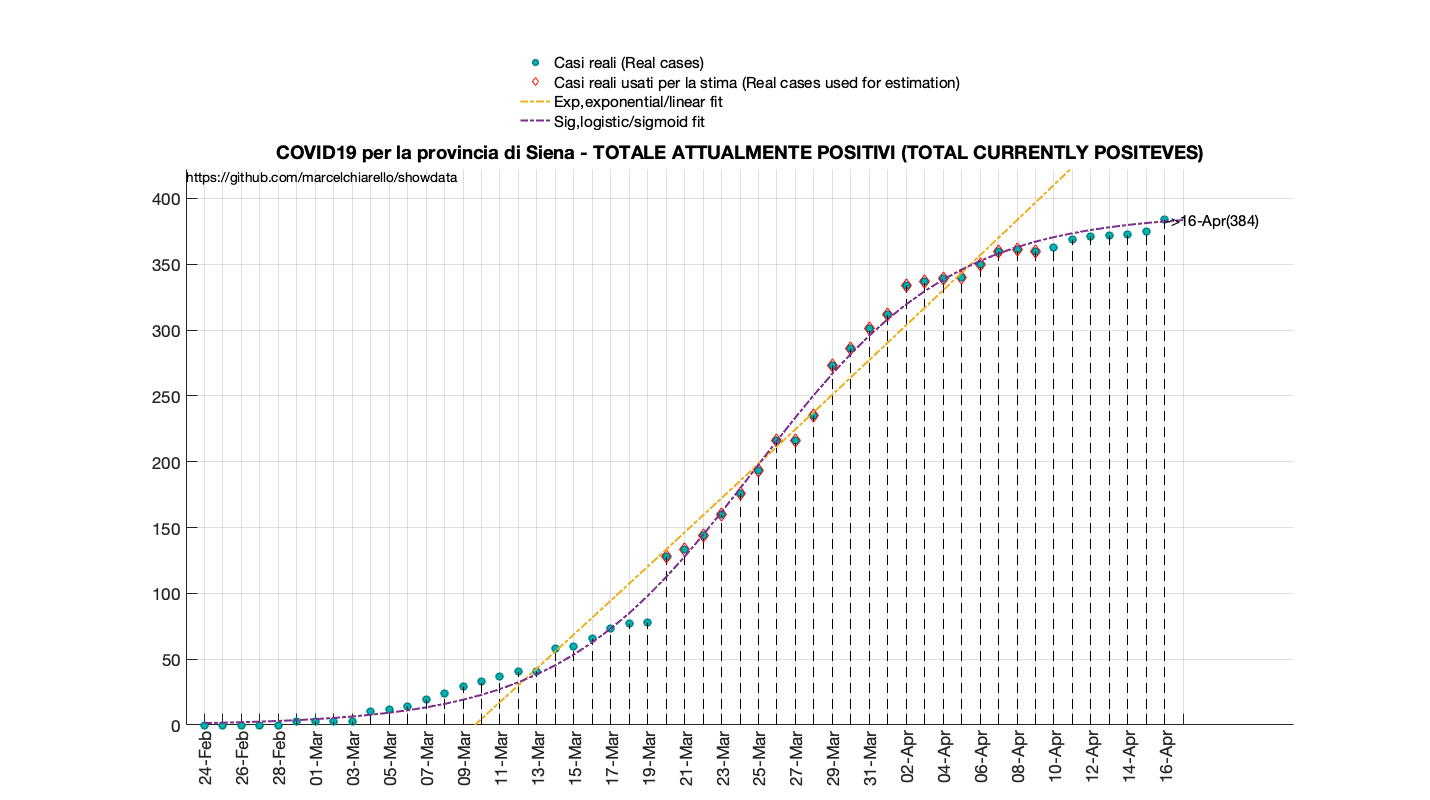 Casi reali (Real cases)
Casi reali usati per la stima (Real cases used for estimation)
Exp,exponential/linear fit
Sig,logistic/sigmoid fit
COVID19 per la provincia di Siena - TOTALE ATTUALMENTE POSITIVI (TOTAL CURRENTLY POSITEVES)
https://github.com/marcelchiarello/showdata
400
350
300
250
200
150
100
50
0
>16-Apr(384)
24-Feb
26-Feb
28-Feb
01-Mar
03-Mar
05-Mar
07-Mar
09-Mar
11-Mar
13-Mar
15-Mar
17-Mar
19-Mar
21-Mar
23-Mar
25-Mar
27-Mar
29-Mar
31-Mar
02-Apr
04-Apr
06-Apr
08-Apr
10-Apr
12-Apr
14-Apr
16-Apr